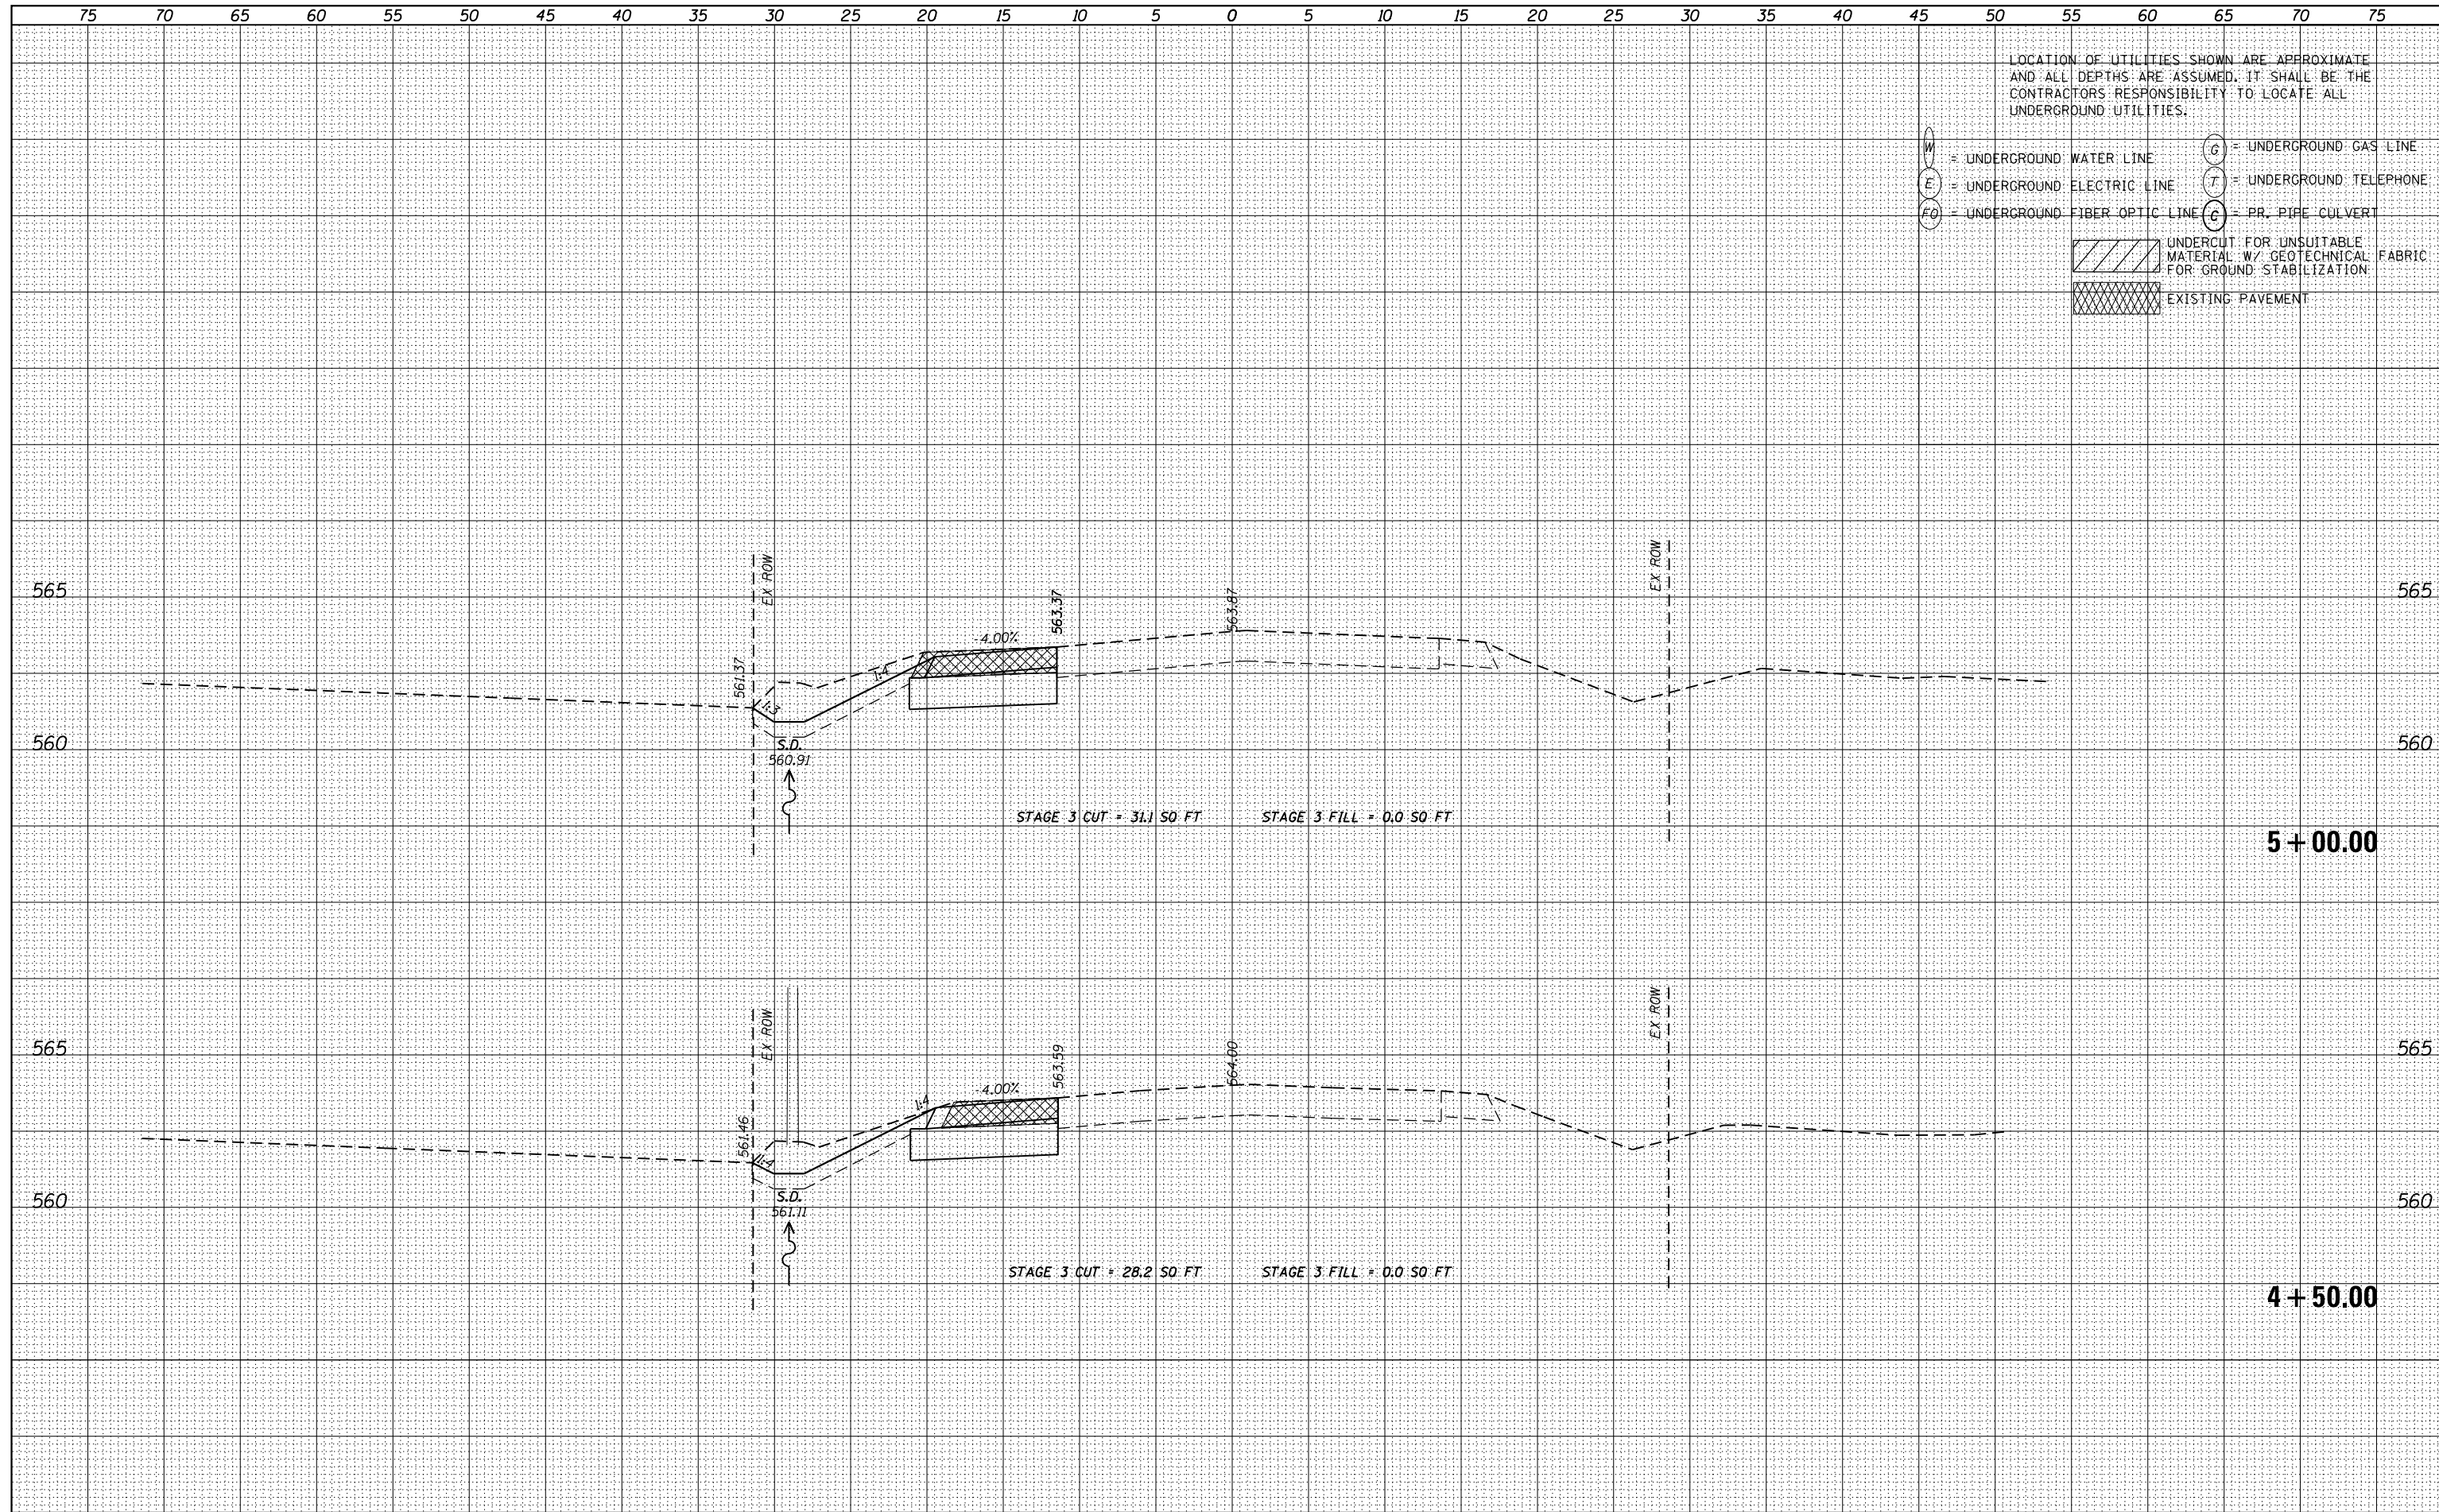 75 70 65 60 55 50 45 40 35 30 25 20 15 10 5 0 5 10 15 20 25 30 35 40 45 50 55 60 65 70 75
LOCATION OF UTILITIES SHOWN ARE APPROXIMATE
AND ALL DEPTHS ARE ASSUMED. IT SHALL BE THE
CONTRACTORS RESPONSIBILITY TO LOCATE ALL
UNDERGROUND UTILITIES.
W = UNDERGROUND WATER LINE
G = UNDERGROUND GAS LINE
E = UNDERGROUND ELECTRIC LINE
T = UNDERGROUND TELEPHONE
FO = UNDERGROUND FIBER OPTIC LINE
C = PR. PIPE CULVERT
UNDERCUT FOR UNSUITABLE
MATERIAL W/ GEOTECHNICAL FABRIC
FOR GROUND STABILIZATION
EXISTING PAVEMENT
EX ROW
EX ROW
565
565
563.37
563.87
-4.00%
561.37
1:4
1:3
560
560
S.D.
560.91
STAGE 3 CUT = 31.1 SQ FT
STAGE 3 FILL = 0.0 SQ FT
5+00.00
EX ROW
EX ROW
565
565
563.59
564.00
-4.00%
1:4
561.46
1:4
560
560
S.D.
561.11
STAGE 3 CUT = 28.2 SQ FT
STAGE 3 FILL = 0.0 SQ FT
4+50.00